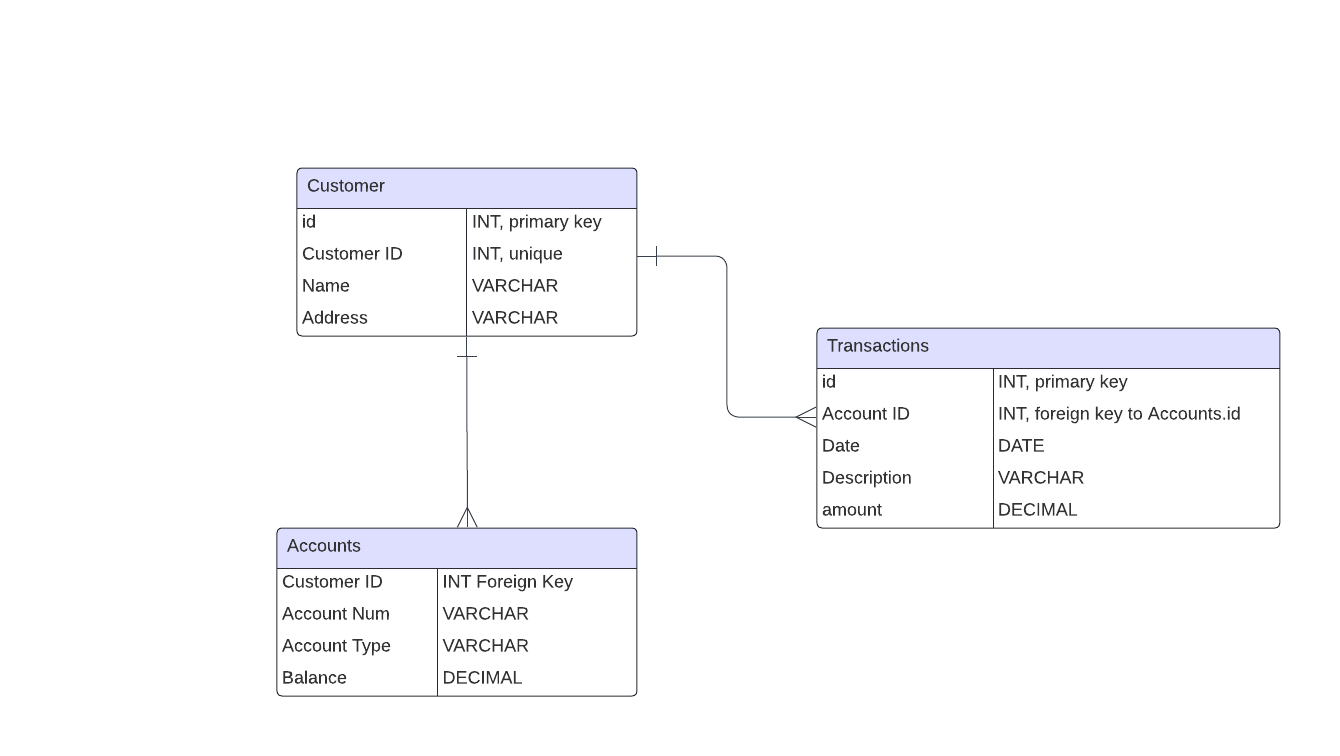 Customer
id INT, primary key
Customer ID INT, unique
Name VARCHAR
Address VARCHAR
Transactions
id INT, primary key
Account ID INT, foreign key to Accounts.id
Date DATE
Description VARCHAR
amount DECIMAL
Accounts
Customer ID INT Foreign Key
Account Num VARCHAR
Account Type VARCHAR
Balance DECIMAL